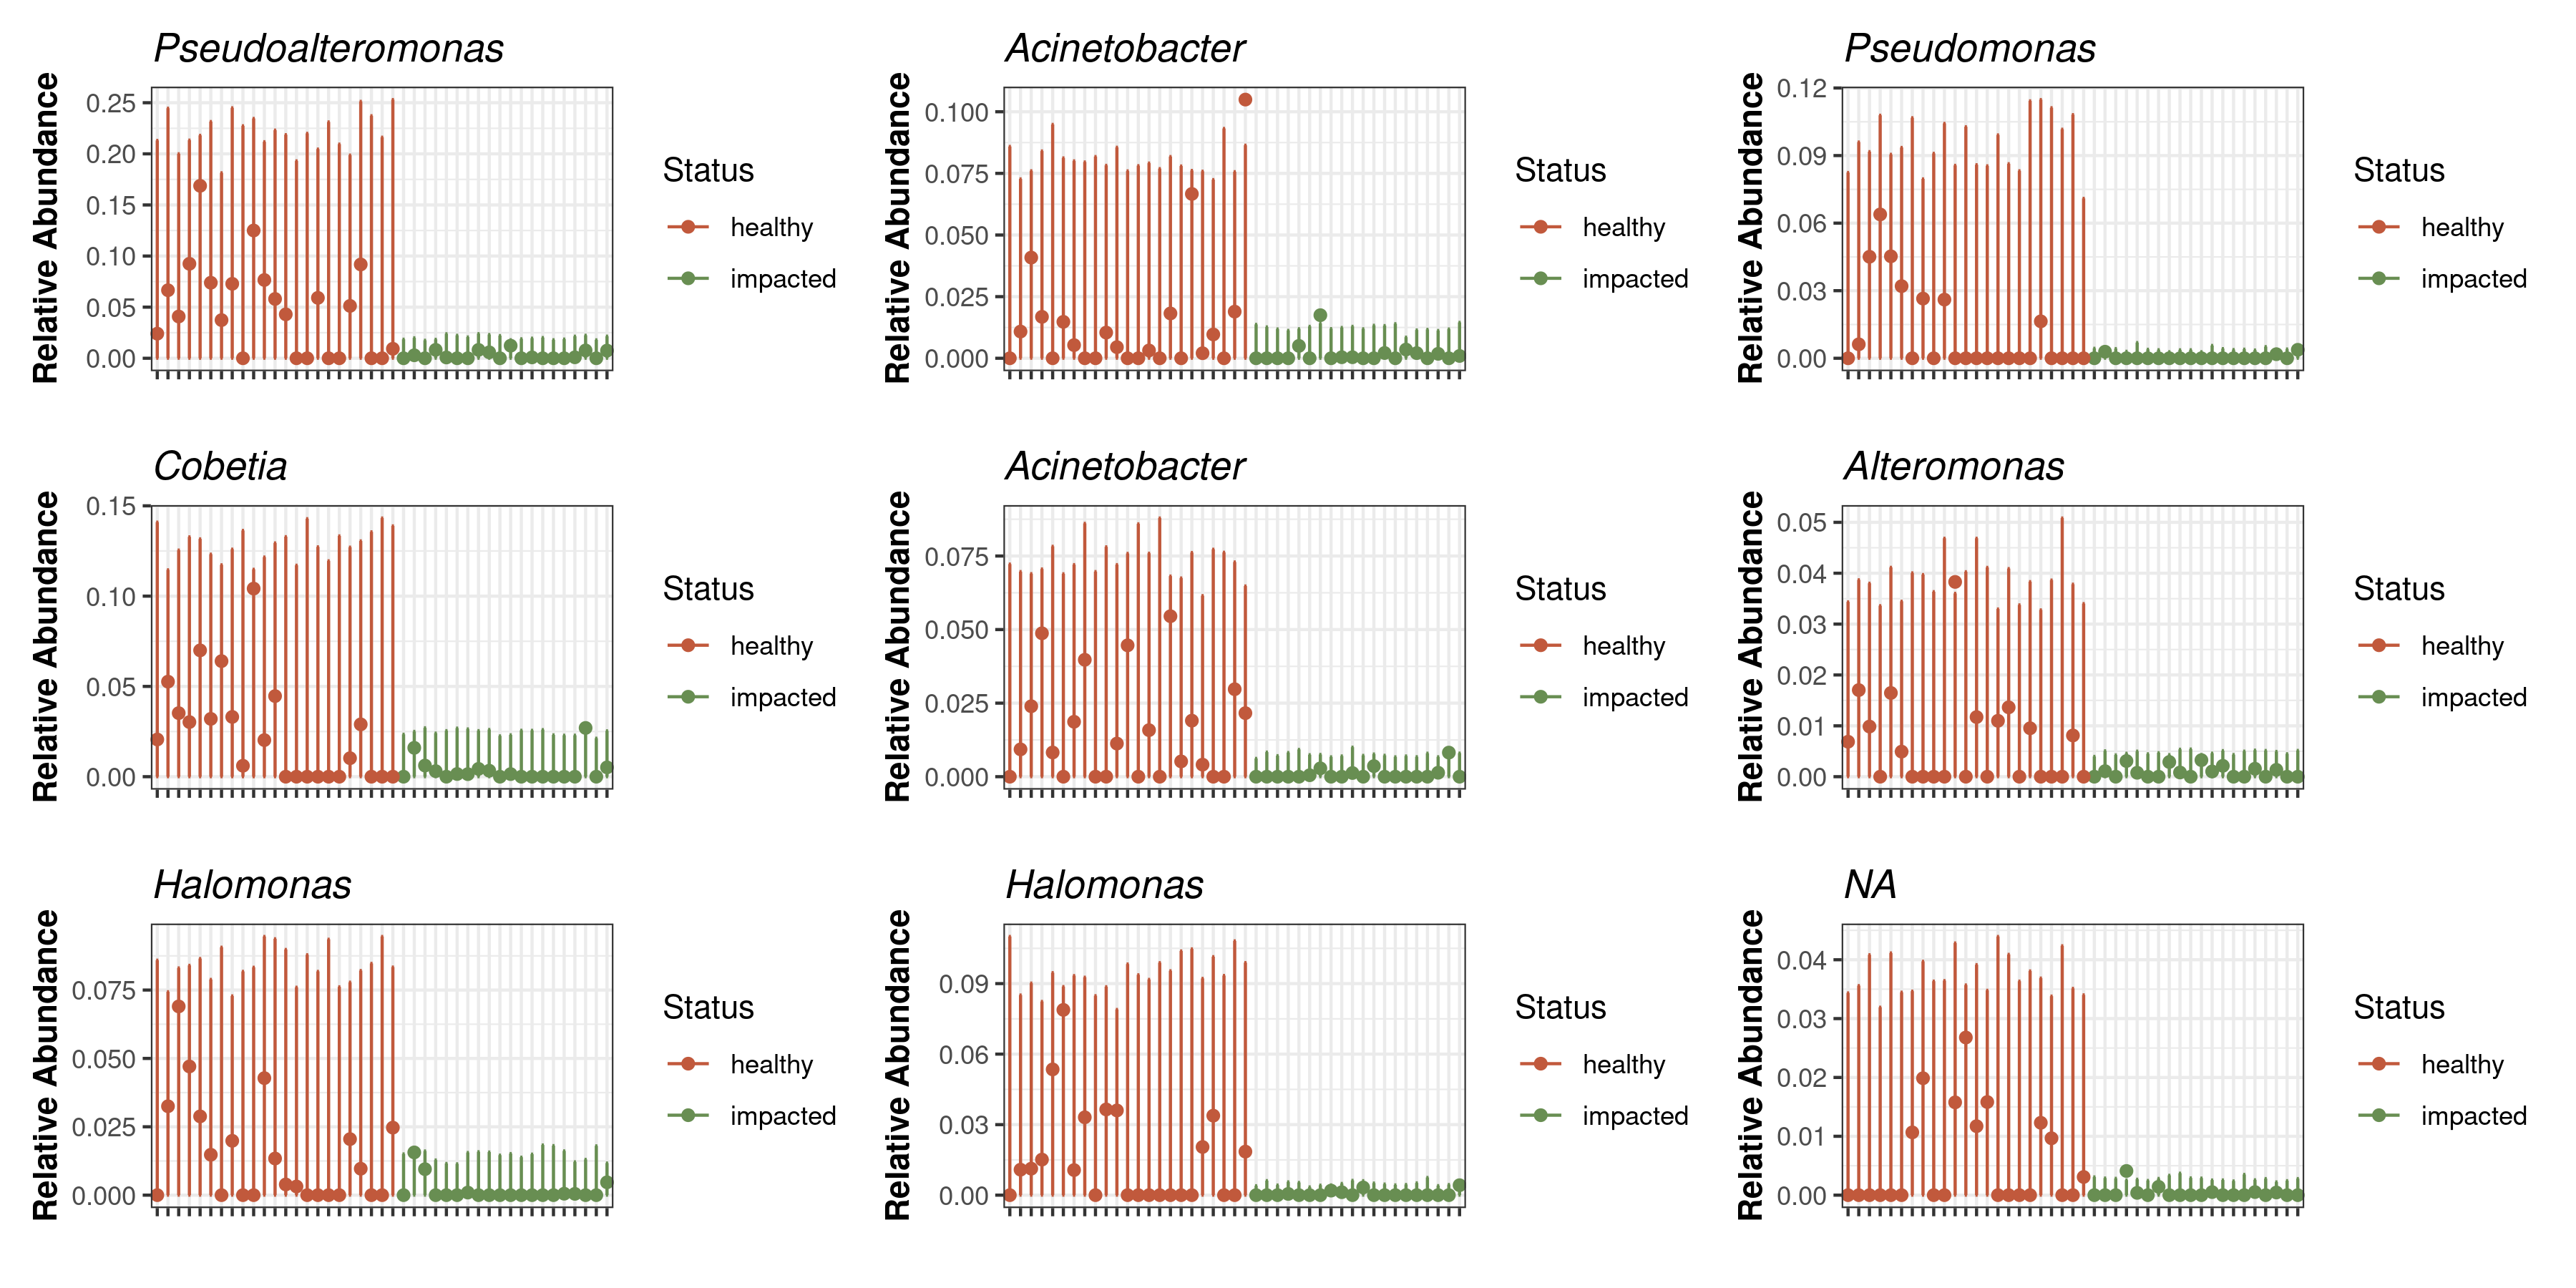 Pseudoalteromonas
Relative Abundance
0.25
0.20
0.15
0.10
0.05
0.00
Status
healthy
impacted
Acinetobacter
Relative Abundance
0.100
0.075
0.050
0.025
0.000
Status
healthy
impacted
Pseudomonas
Relative Abundance
0.12
0.09
0.06
0.03
0.00
Status
healthy
impacted
Cobetia
Relative Abundance
0.15
0.10
0.05
0.00
Status
healthy
impacted
Acinetobacter
Relative Abundance
0.075
0.050
0.025
0.000
Status
healthy
impacted
Alteromonas
Relative Abundance
0.05
0.04
0.03
0.02
0.01
0.00
Status
healthy
impacted
Halomonas
Relative Abundance
0.075
0.050
0.025
0.000
Status
healthy
impacted
Halomonas
Relative Abundance
0.09
0.06
0.03
0.00
Status
healthy
impacted
NA
Relative Abundance
0.04
0.03
0.02
0.01
0.00
Status
healthy
impacted